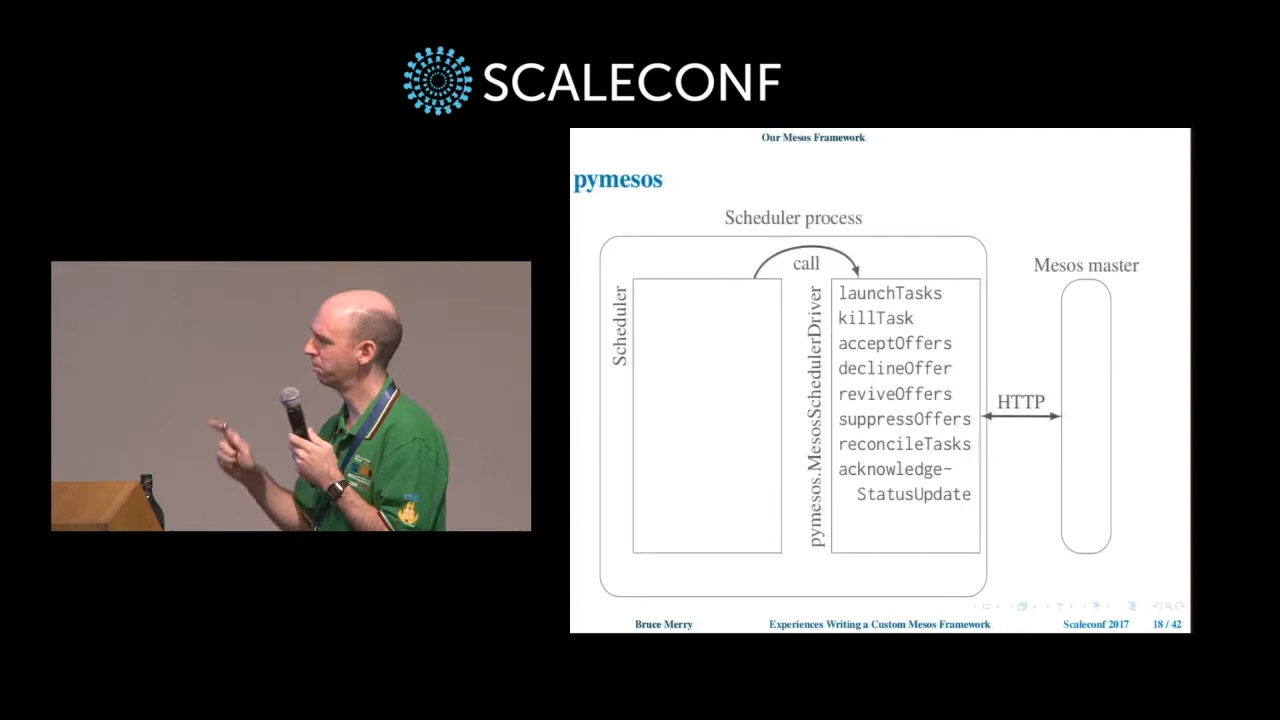 SCALECONF
Our Mesos Framework
pymesos
Scheduler process
call
Mesos master
Scheduler
pymesos.MesosSchedulerDriver
launchTasks
killTask
acceptOffers
declineOffer
reviveOffers
suppressOffers
reconcileTasks
acknowledge-
StatusUpdate
HTTP
Bruce Merry
Experiences Writing a Custom Mesos Framework
Scaleconf 2017
18 / 42